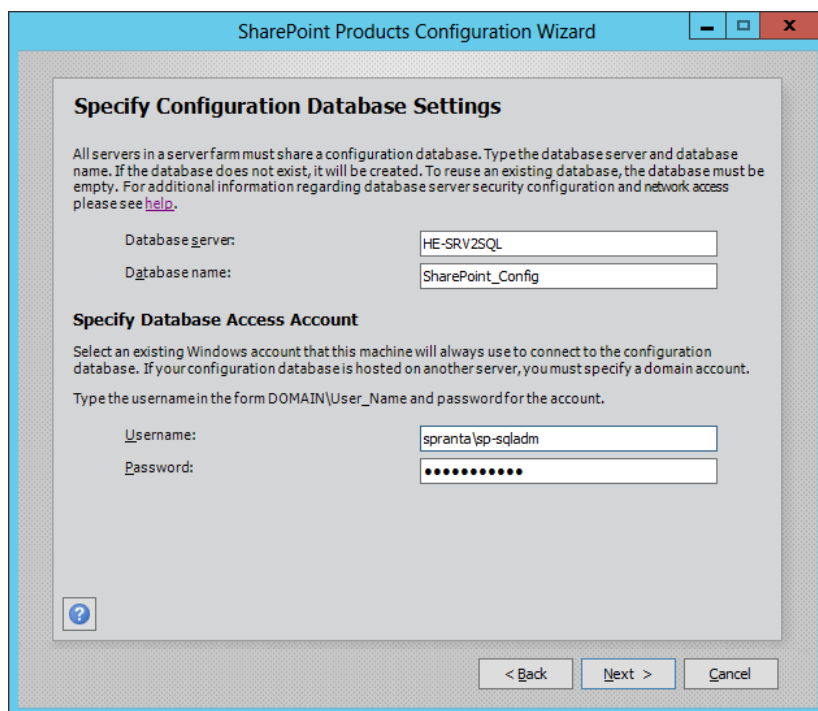 SharePoint Products Configuration Wizard
Specify Configuration Database Settings
All servers in a server farm must share a configuration database. Type the database server and database
name. If the database does not exist, it will be created. To reuse an existing database, the database must be
empty. For additional information regarding database server security configuration and network access
please see help.
Database server:
HE-SRV2SQL
Database name:
SharePoint_Config
Specify Database Access Account
Select an existing Windows account that this machine will always use to connect to the configuration
database. If your configuration database is hosted on another server, you must specify a domain account.
Type the username in the form DOMAIN\User_Name and password for the account.
Username:
spranta\sp-sqladm
Password:
●●●●●●●●●●●
?
< Back
Next >
Cancel